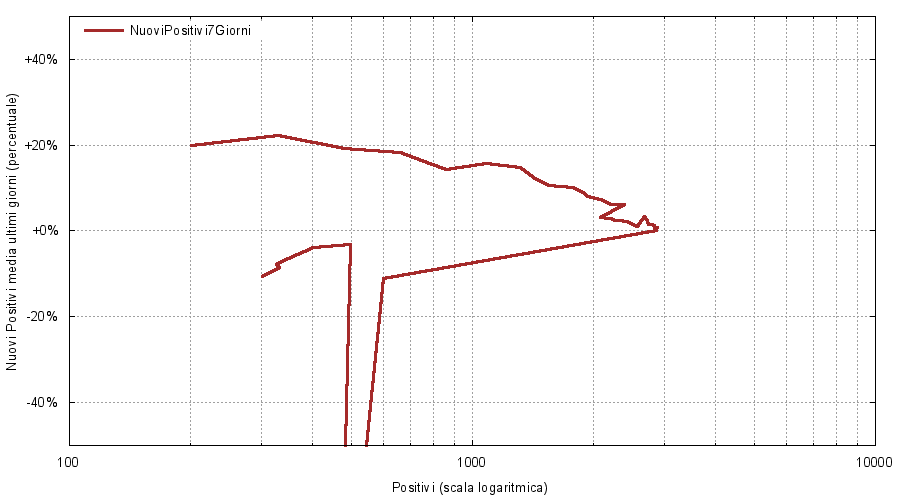 NuoviPositivi7Giorni
+40%
+20%
+0%
-20%
-40%
Nuovi Positivi media ultimi giorni (percentuale)
100
1000
10000
Positivi (scala logaritmica)